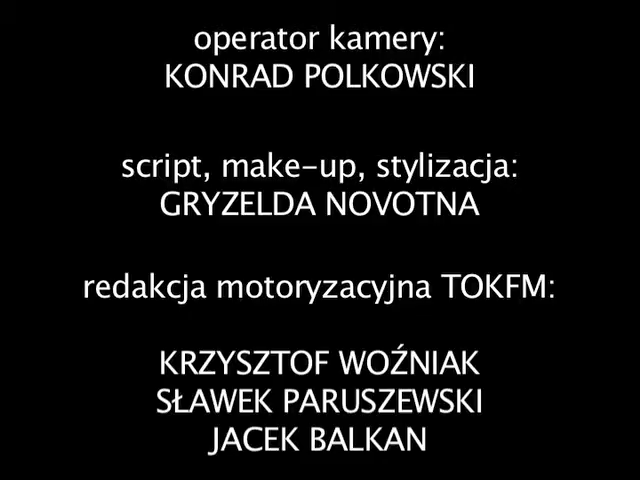 operator kamery:
KONRAD POLKOWSKI
script, make-up, stylizacja:
GRYZELDA NOVOTNA
redakcja motoryzacyjna TOKFM:
KRZYSZTOF WOŹNIAK
SŁAWEK PARUSZEWSKI
JACEK BALKAN